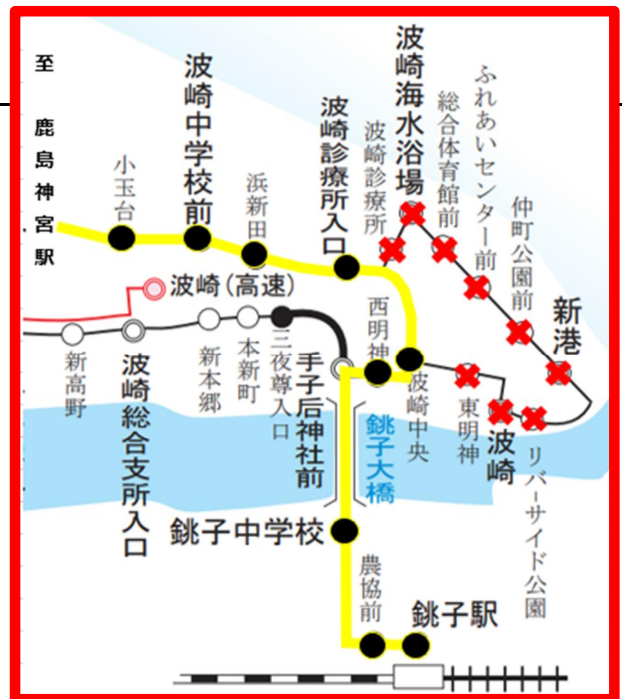 至 鹿島神宮駅
小玉台
波崎中学校前
浜新田
波崎診療所入口
波崎診療所
波崎海水浴場
総合体育館前
ふれあいセンター前
仲町公園前
新港
波崎(高速)
新高野
波崎総合支所入口
新本郷
本新町
三夜尊入口
手子后神社前
西明神
波崎中央
東明神
波崎
リバーサイド公園
銚子大橋
銚子中学校
農協前
銚子駅